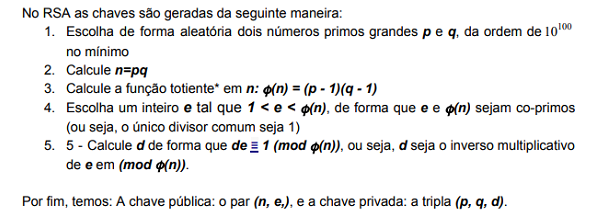 No RSA as chaves são geradas da seguinte maneira:
1. Escolha de forma aleatória dois números primos grandes p e q, da ordem de 10¹⁰⁰
no mínimo
2. Calcule n=pq
3. Calcule a função totiente* em n: ϕ(n) = (p - 1)(q - 1)
4. Escolha um inteiro e tal que 1 < e < ϕ(n), de forma que e e ϕ(n) sejam co-primos
(ou seja, o único divisor comum seja 1)
5. 5 - Calcule d de forma que de ≡ 1 (mod ϕ(n)), ou seja, d seja o inverso multiplicativo
de e em (mod ϕ(n)).
Por fim, temos: A chave pública: o par (n, e,), e a chave privada: a tripla (p, q, d).